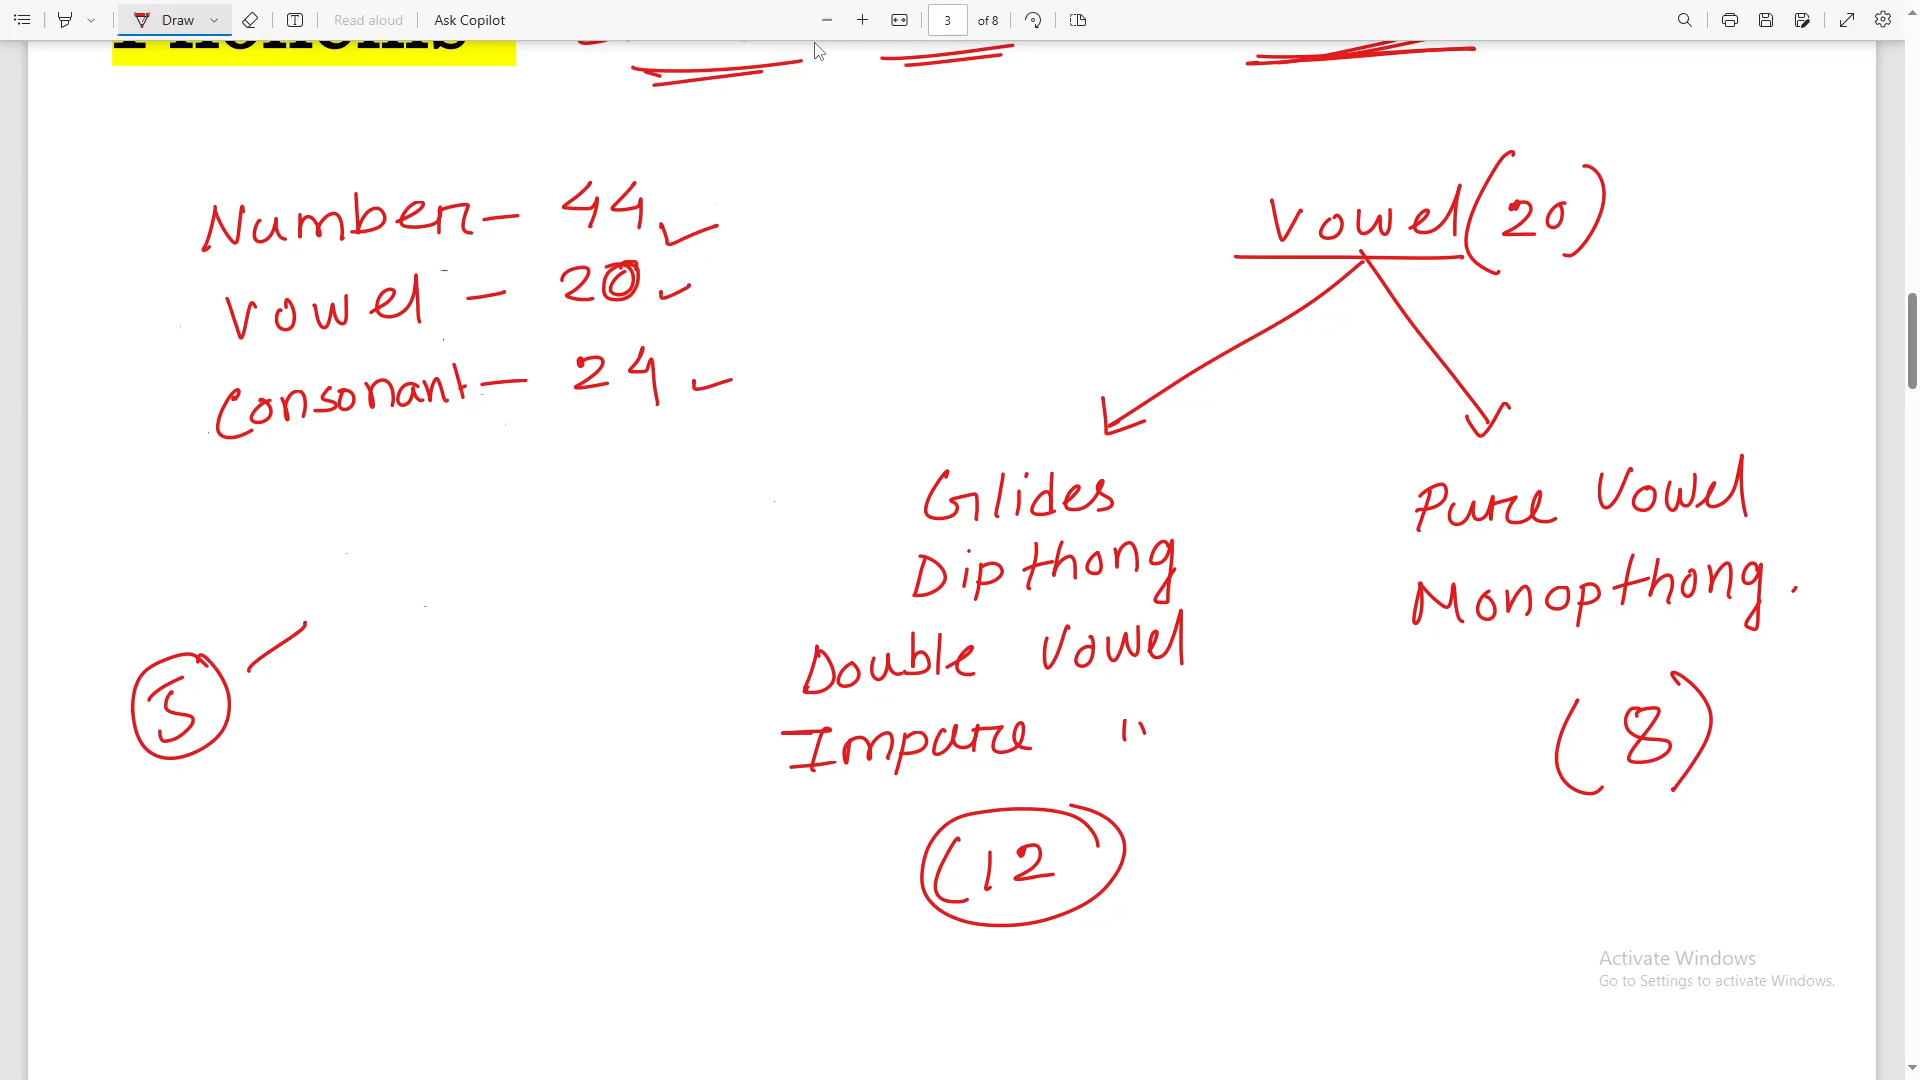 Read aloud
Draw
Ask Copilot
3 of 8
Number - 44
Vowel - 20
Consonant - 24
Vowel (20)
Glides
Dipthong
Double Vowel
Impure "
(12
Pure Vowel
Monopthong.
(8)
Activate Windows
Go to Settings to activate Windows.